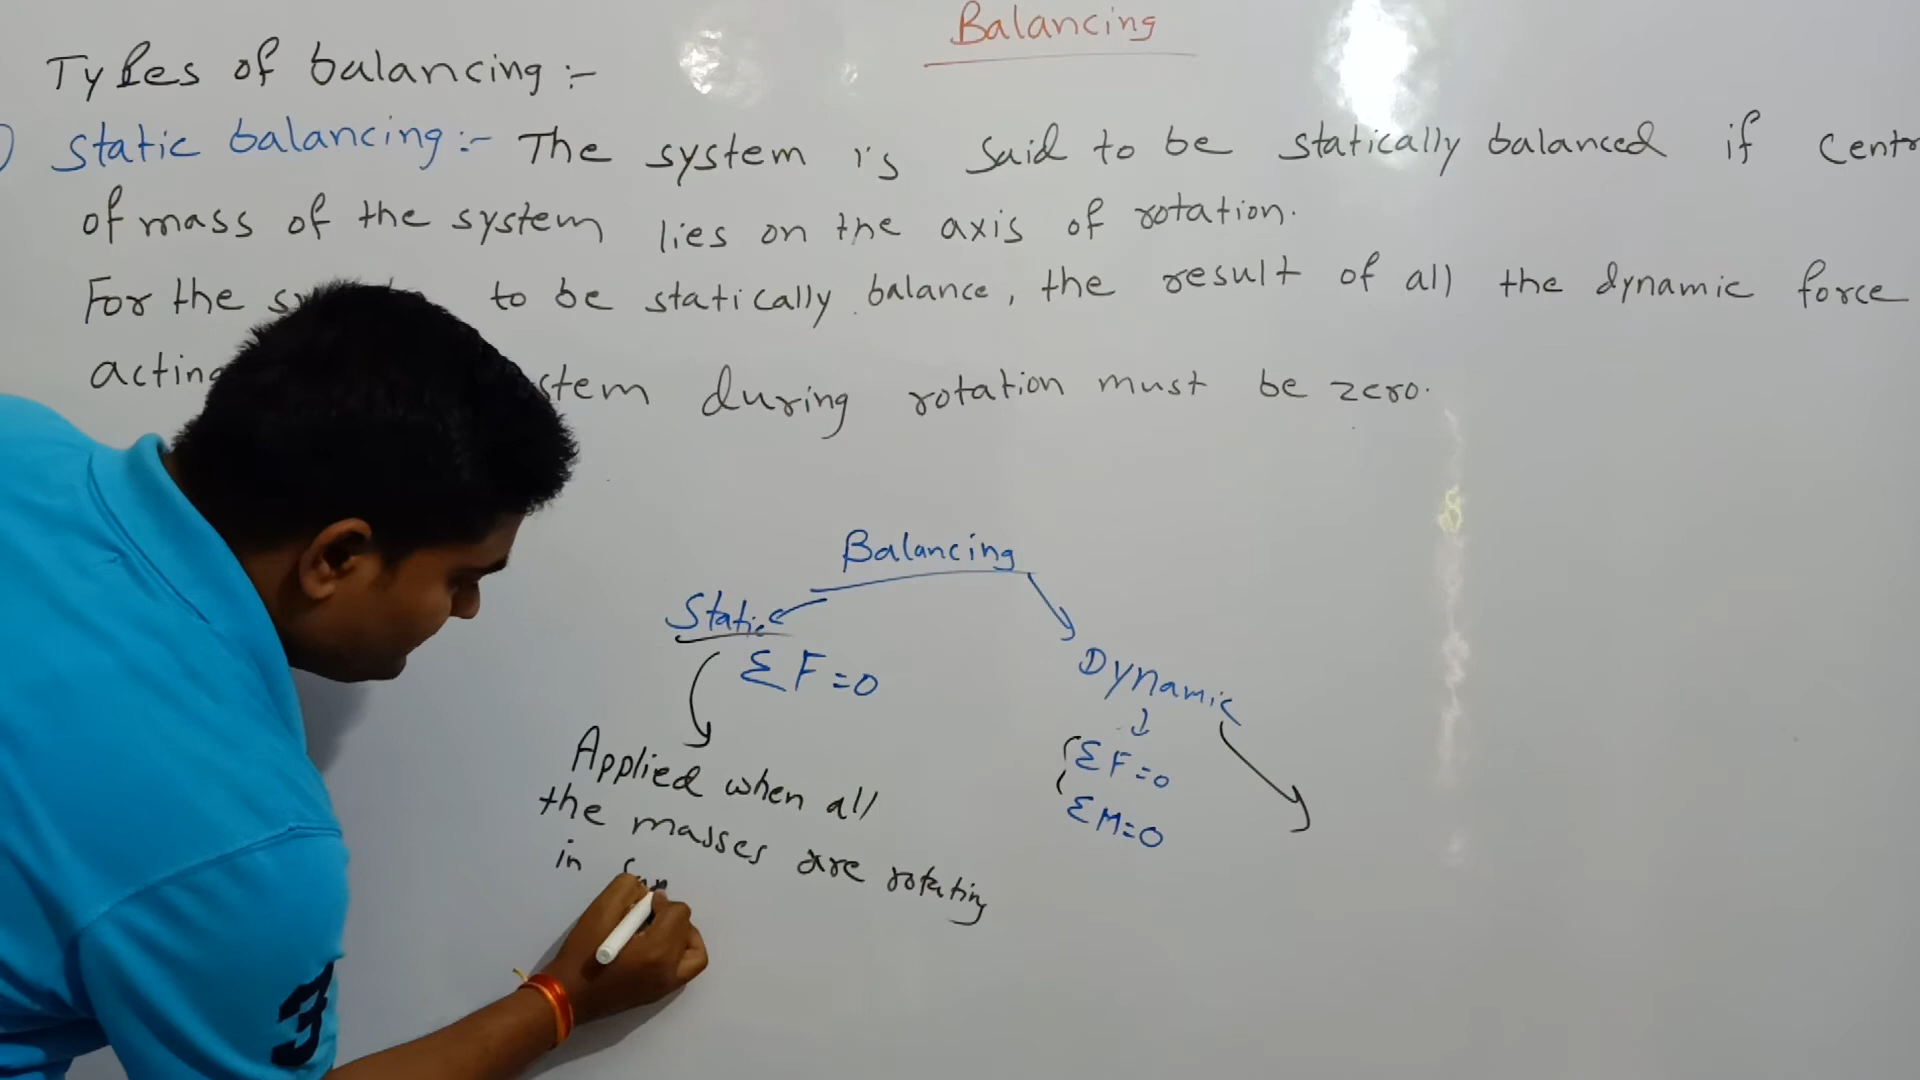 Balancing
Types of balancing :-
Static balancing :- The system is said to be statically balanced if
of mass of the system lies on the axis of rotation.
For the to be statically balance, the result of all the dynamic force
during rotation must be zero.
Balancing
Static
ΣF=0
Dynamic
ΣF=0
ΣM=0
Applied when all
the masses are rotating
in
3